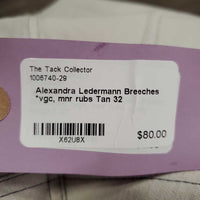 The Tack Collector
1006740-29
Alexandra Ledermann Breeches
*vgc, mnr rubs Tan 32
$80.00
X62U8X